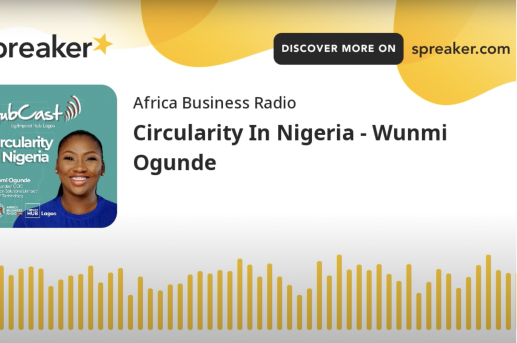 preaker
DISCOVER MORE ON
spreaker.com
Africa Business Radio
Circularity In Nigeria - Wunmi
Ogunde
ubCast
rcularity
Nigeria
mi Ogunde
HUB Lagos